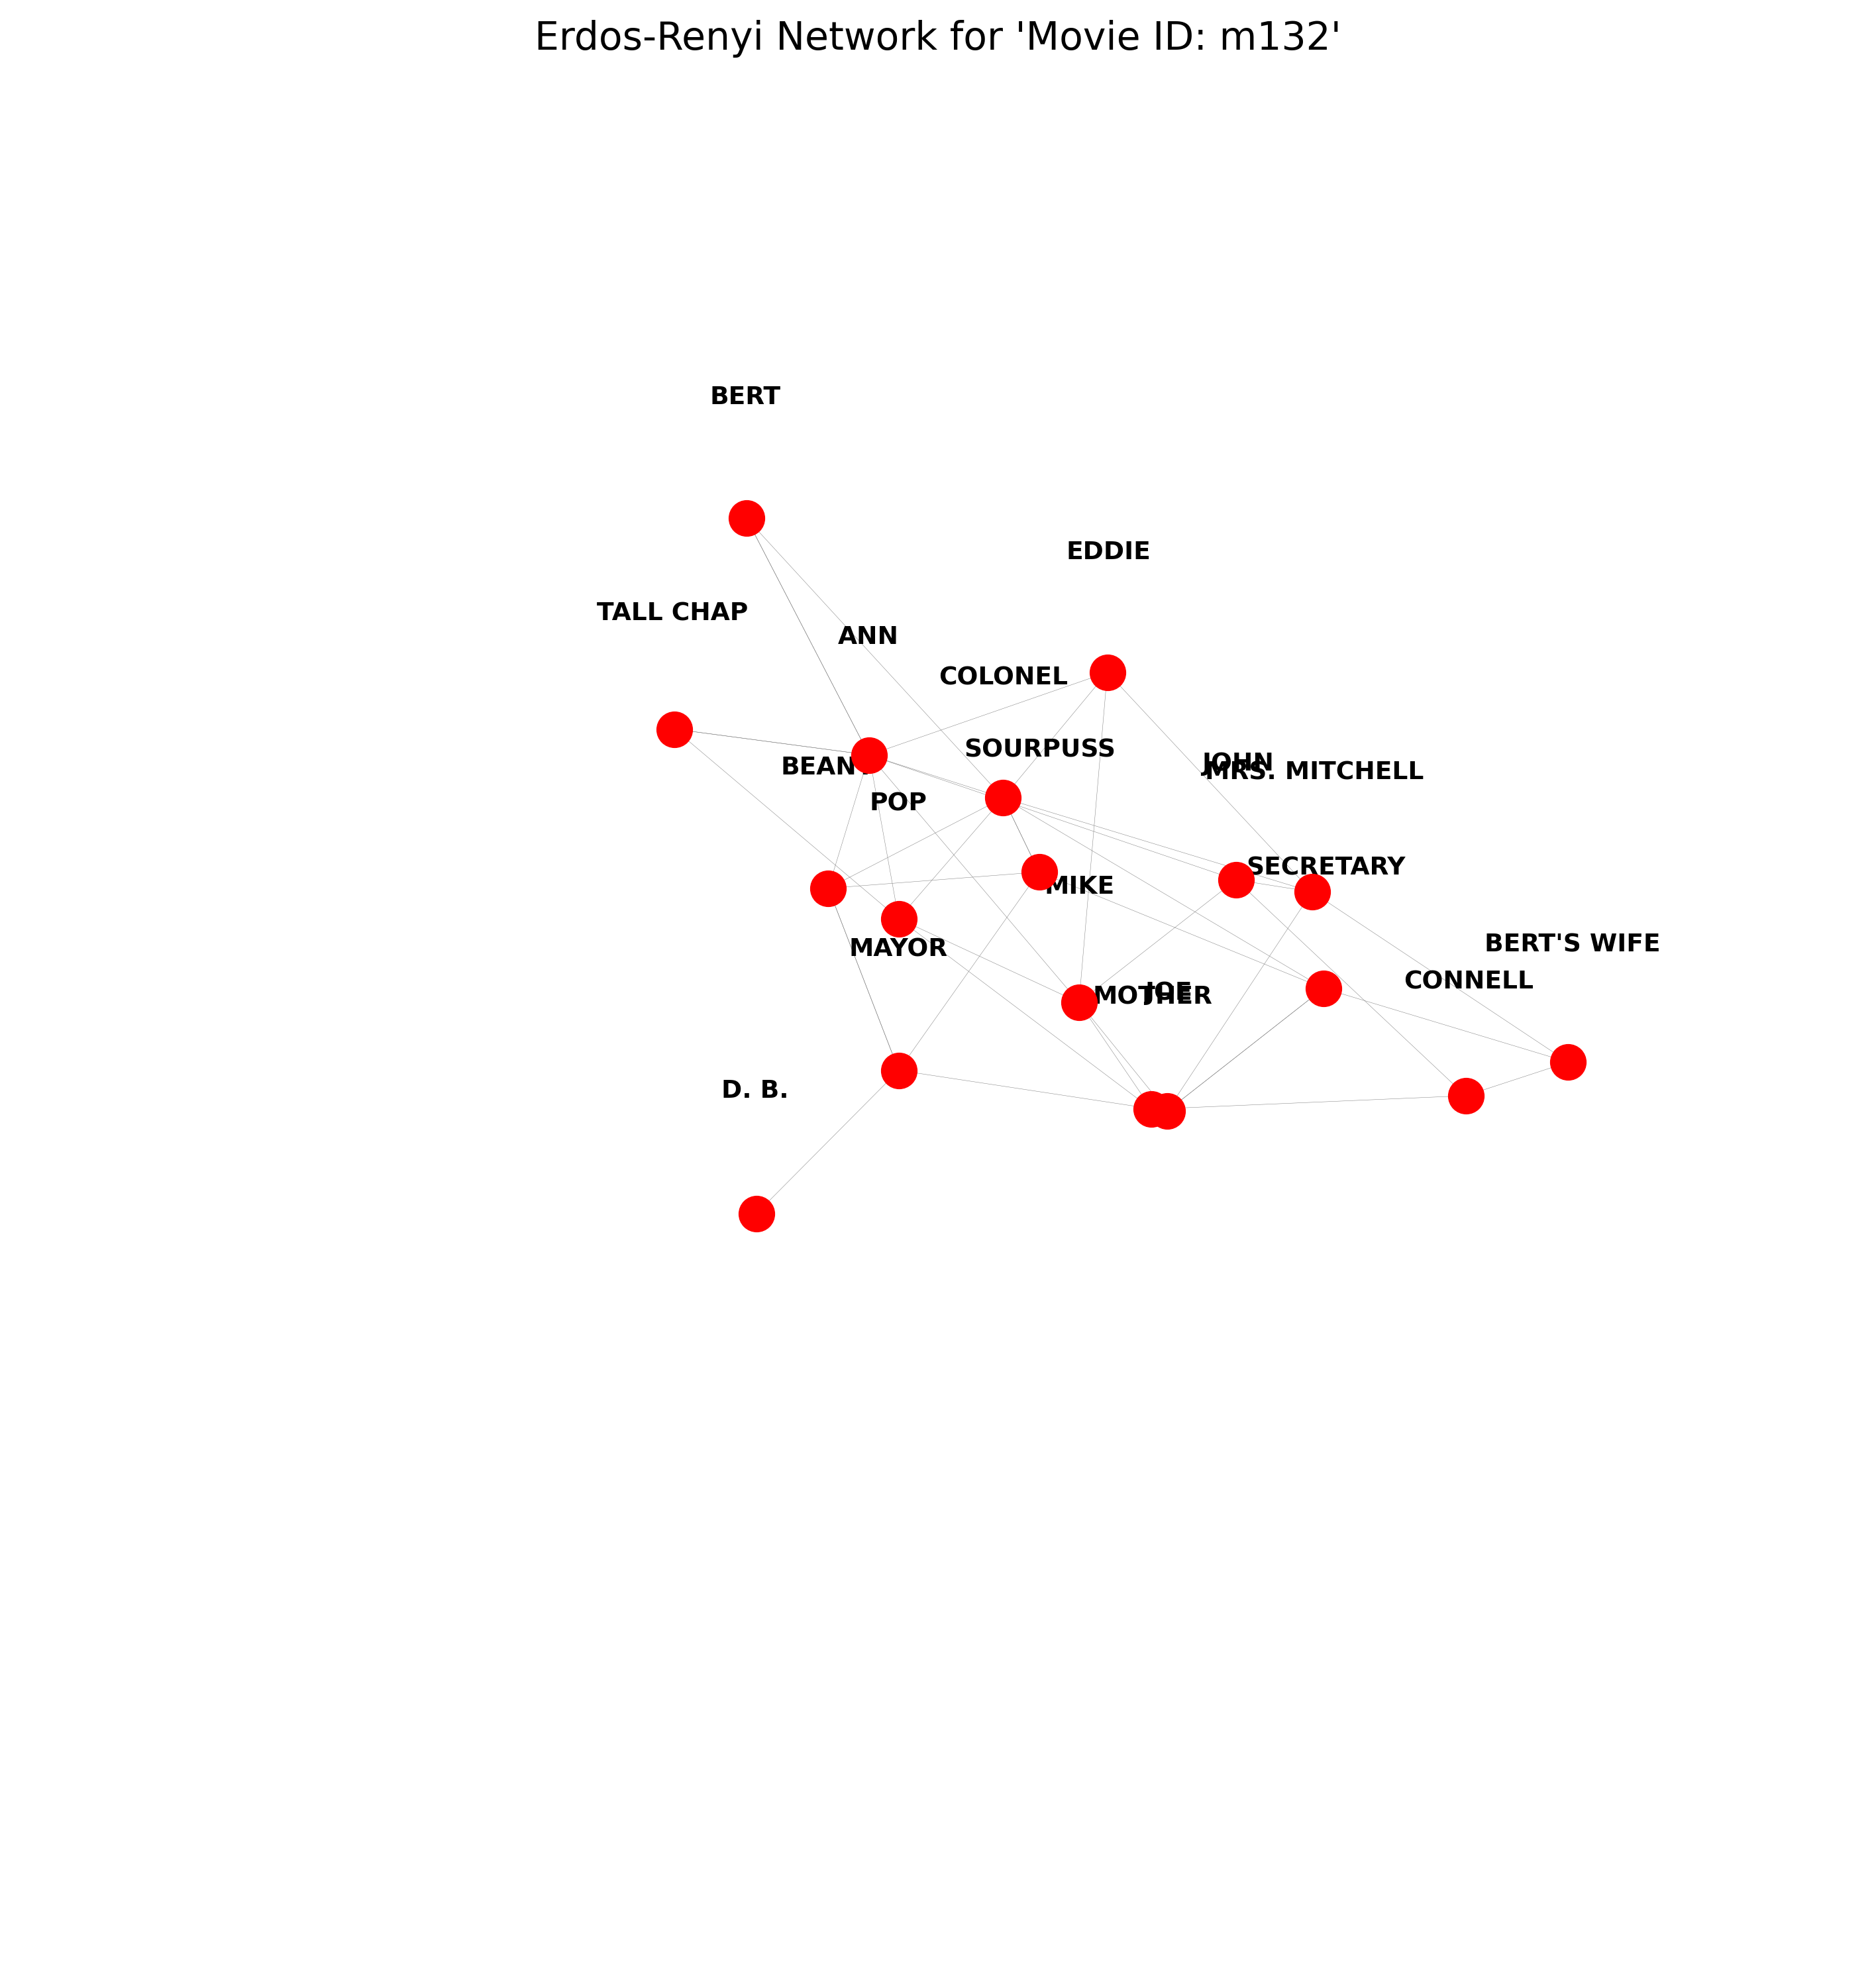 Erdos-Renyi Network for 'Movie ID: m132'
BERT
EDDIE
TALL CHAP
ANN
COLONEL
SOURPUSS
JOHN
MRS. MITCHELL
BEANY
POP
SECRETARY
MIKE
MAYOR
BERT'S WIFE
CONNELL
JOE
MOTHER
D. B.